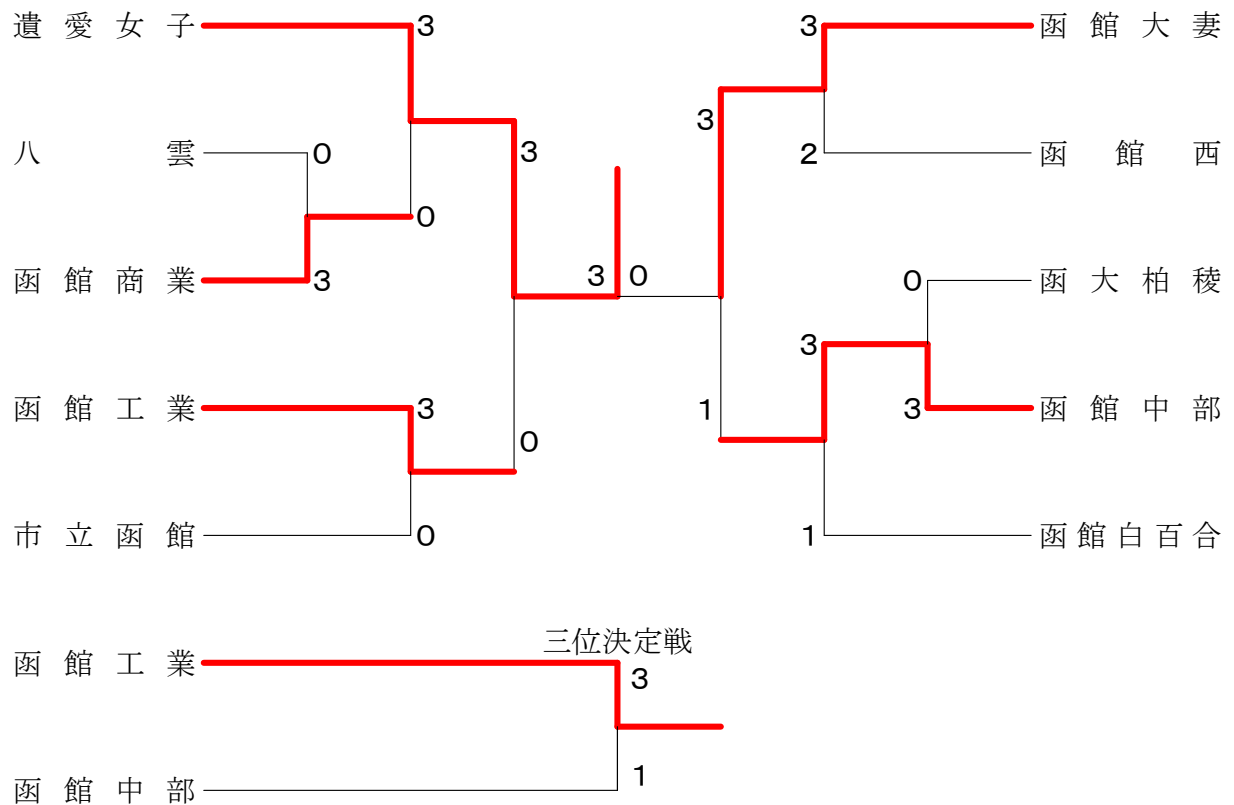 遺愛女子 3 3 函館大妻
3 3
八雲 0 2 函館西
0
函館商業 3 3 0 0 函大柏稜
3
函館工業 3 1 3 函館中部
0
市立函館 0 1 函館白百合
三位決定戦
函館工業 3
函館中部 1